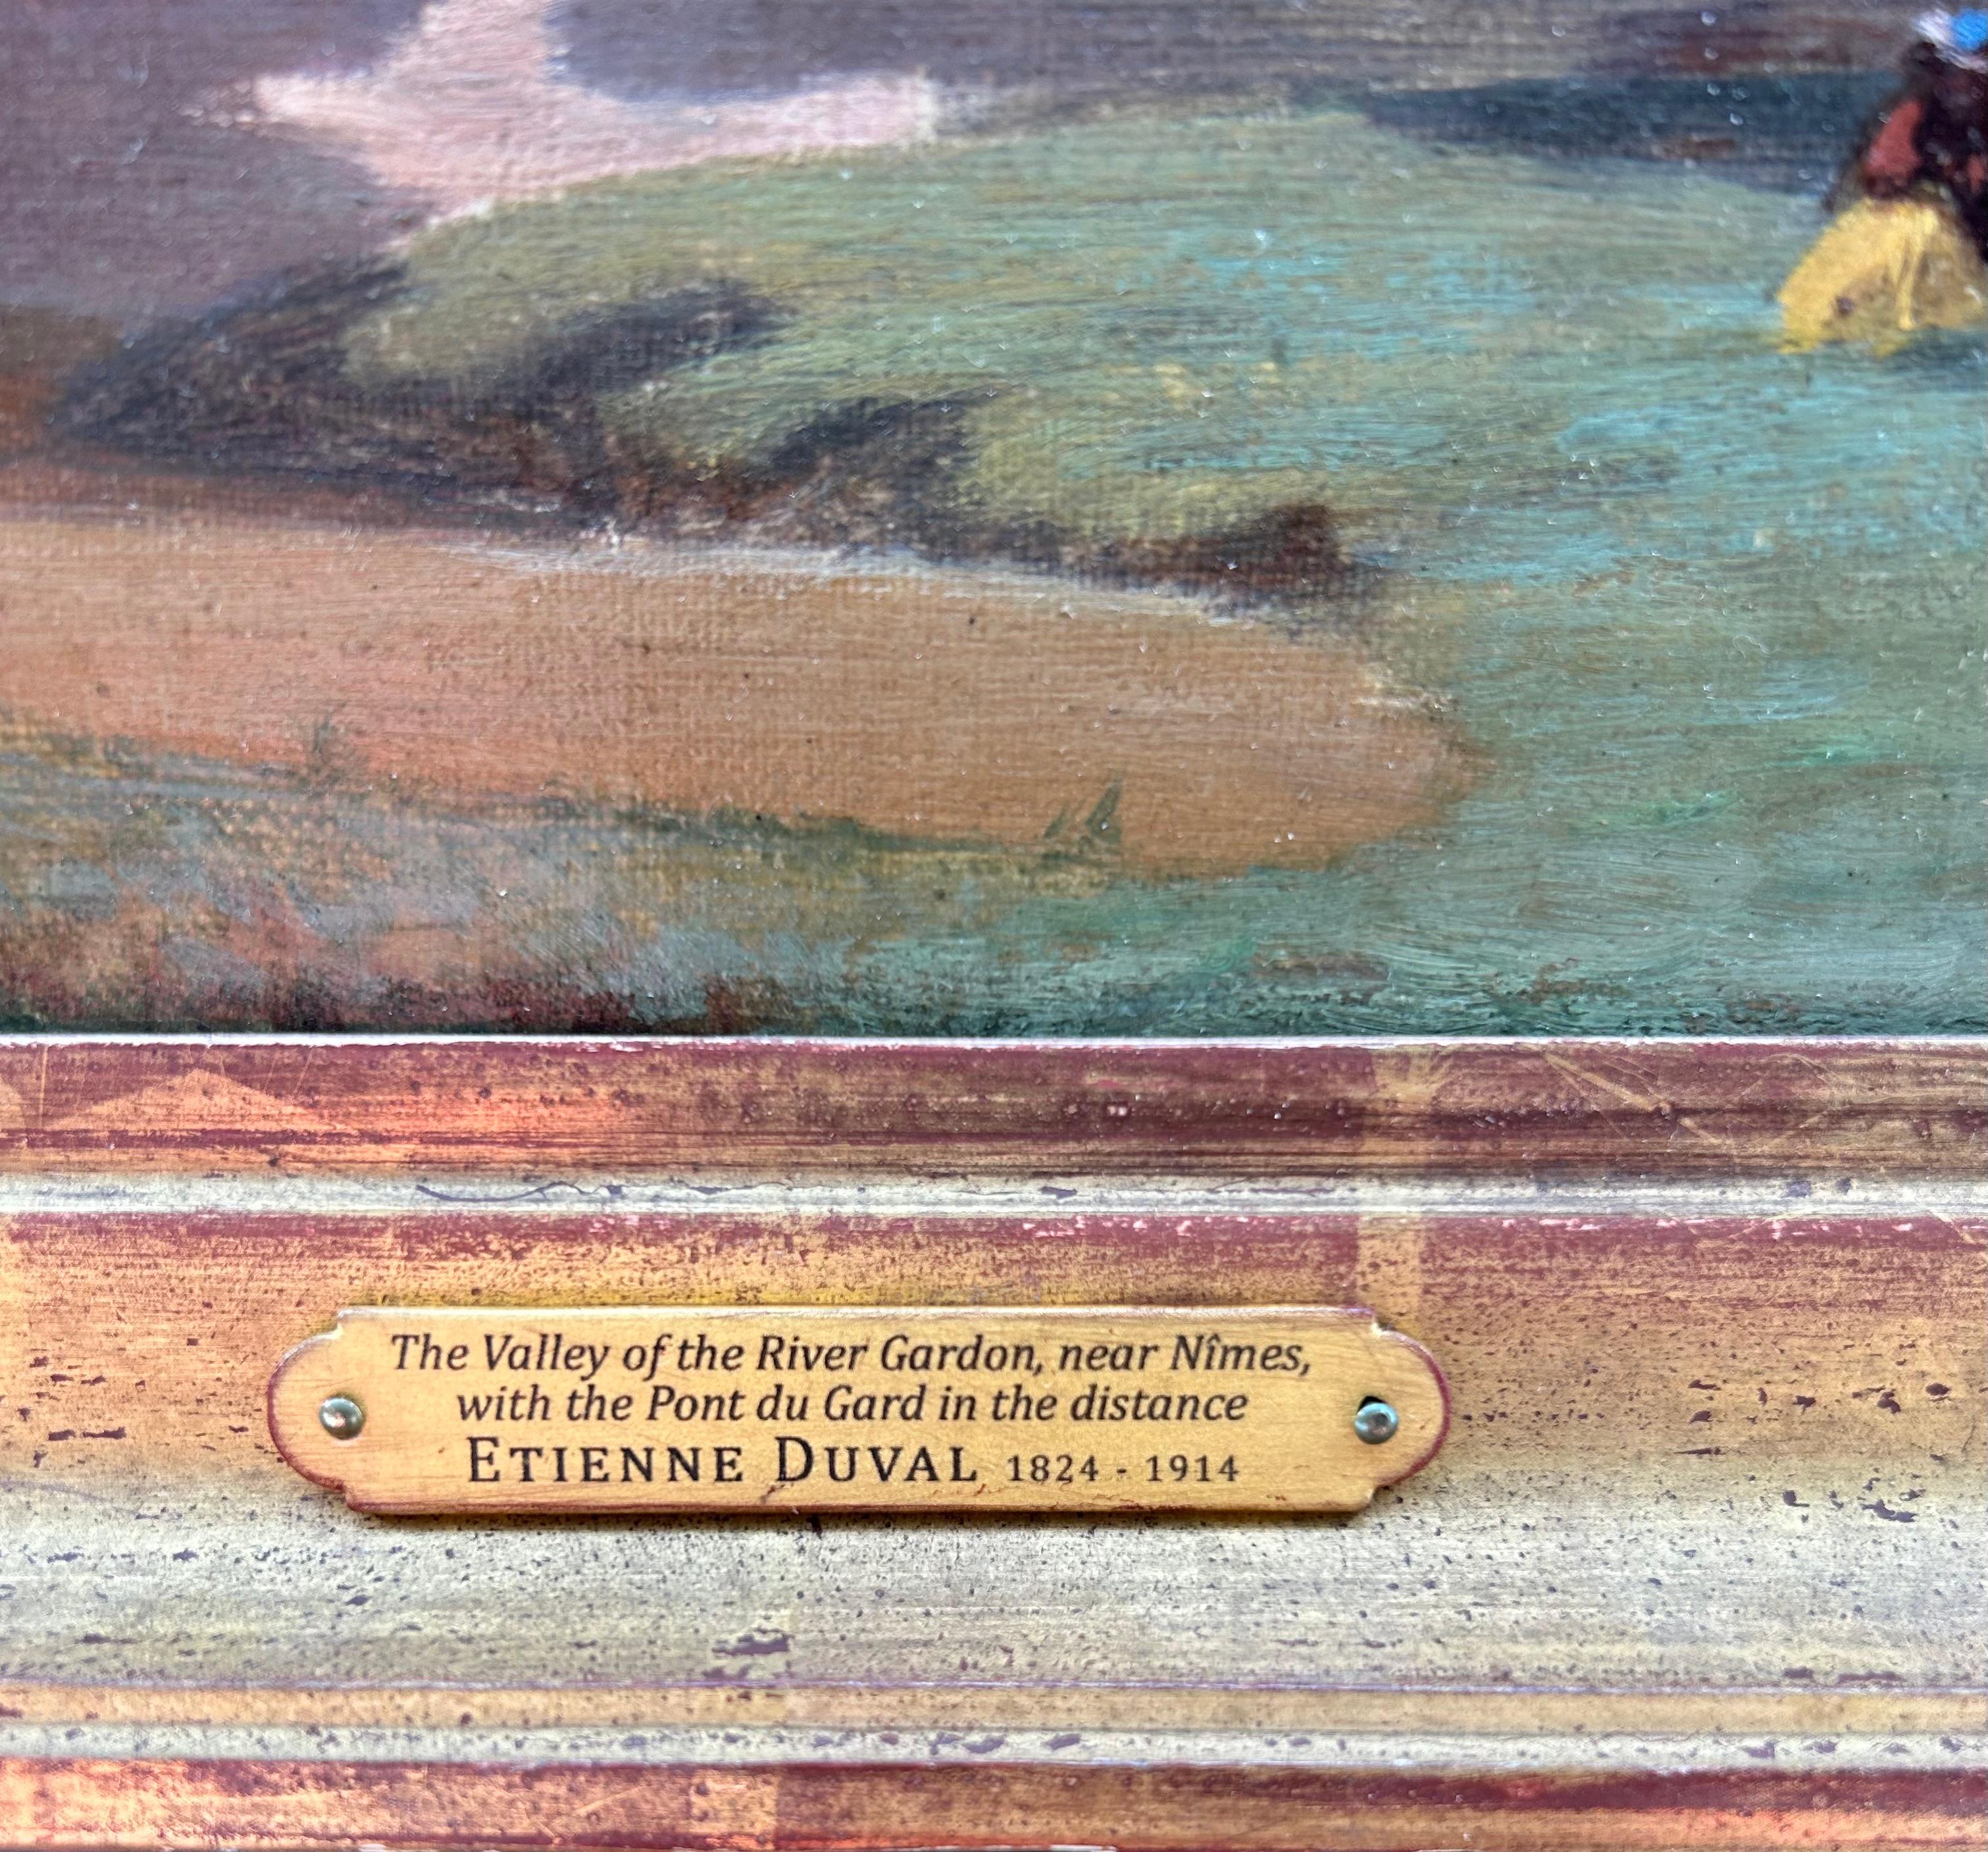 The Valley of the River Gardon, near Nîmes,
with the Pont du Gard in the distance
ETIENNE DUVAL 1824 - 1914